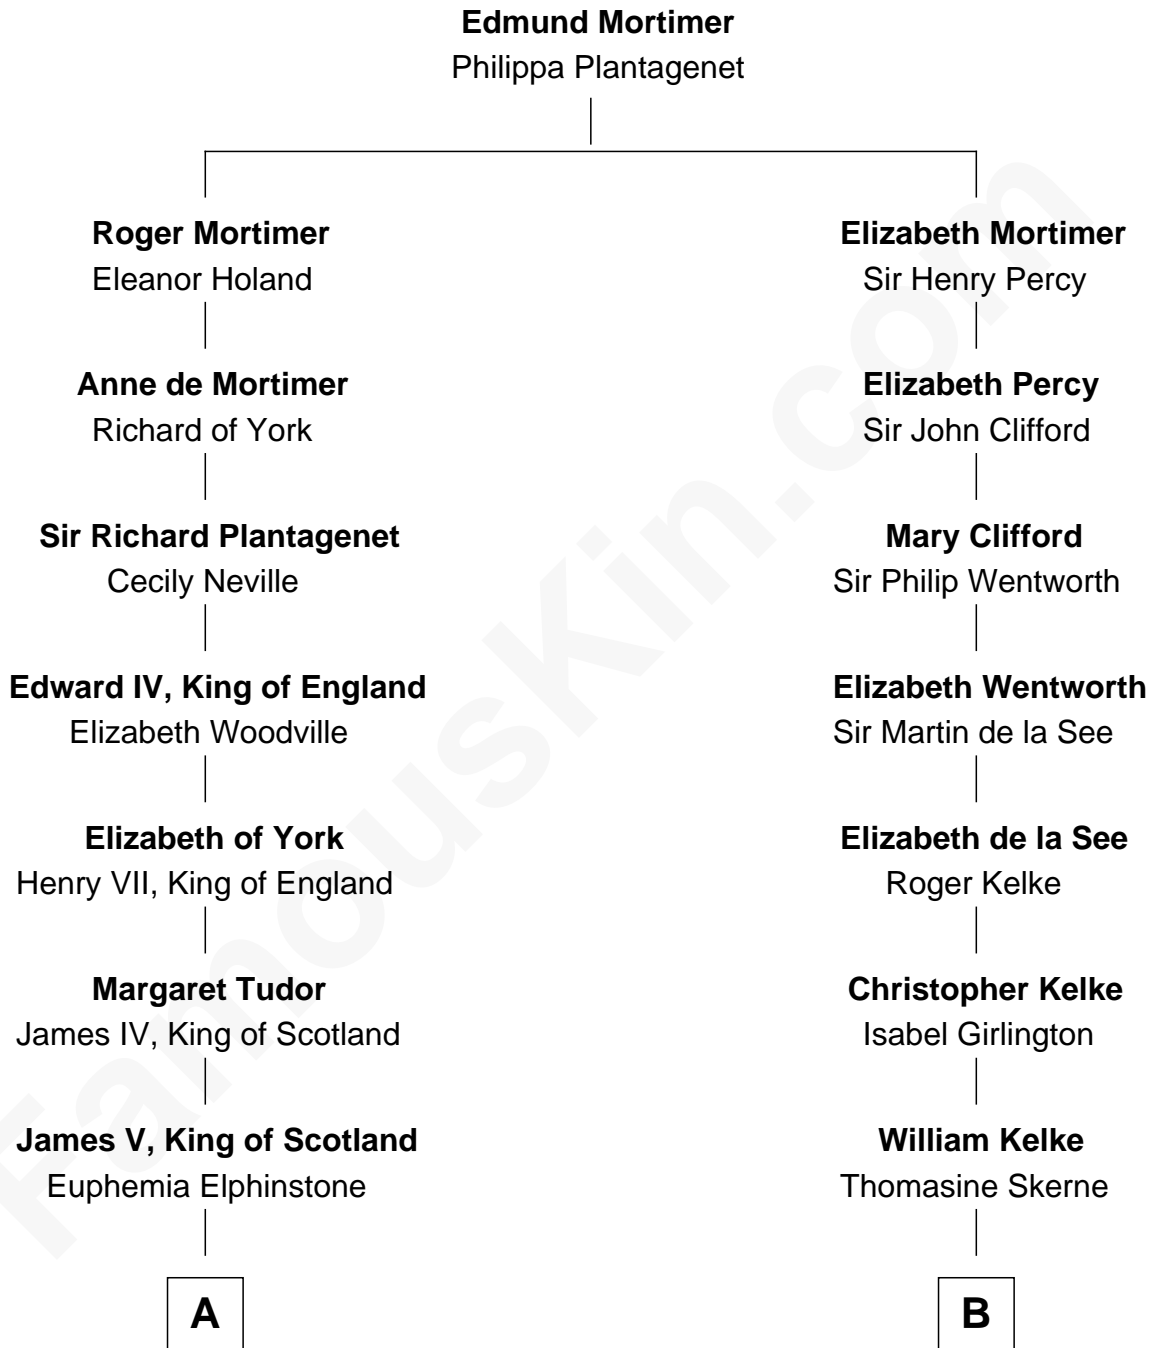 Edmund Mortimer
Philippa Plantagenet
Roger Mortimer
Eleanor Holand
Anne de Mortimer
Richard of York
Sir Richard Plantagenet
Cecily Neville
Edward IV, King of England
Elizabeth Woodville
Elizabeth of York
Henry VII, King of England
Margaret Tudor
James IV, King of Scotland
James V, King of Scotland
Euphemia Elphinstone
A
Elizabeth Mortimer
Sir Henry Percy
Elizabeth Percy
Sir John Clifford
Mary Clifford
Sir Philip Wentworth
Elizabeth Wentworth
Sir Martin de la See
Elizabeth de la See
Roger Kelke
Christopher Kelke
Isabel Girlington
William Kelke
Thomasine Skerne
B
FamousKin.com